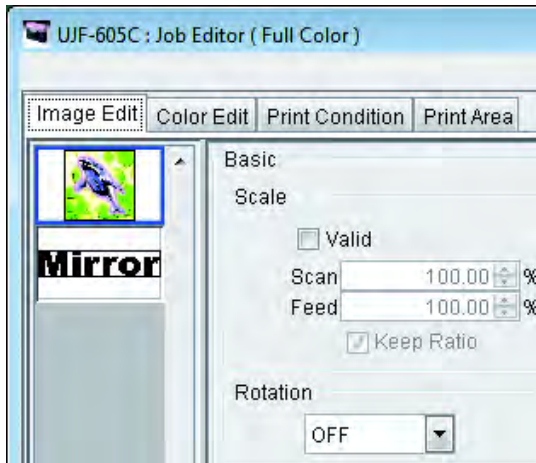 UJF-605C : Job Editor ( Full Color )
Image Edit Color Edit Print Condition Print Area
Basic
Scale
Valid
Mirror
Scan 100.00 %
Feed 100.00 %
Keep Ratio
Rotation
OFF